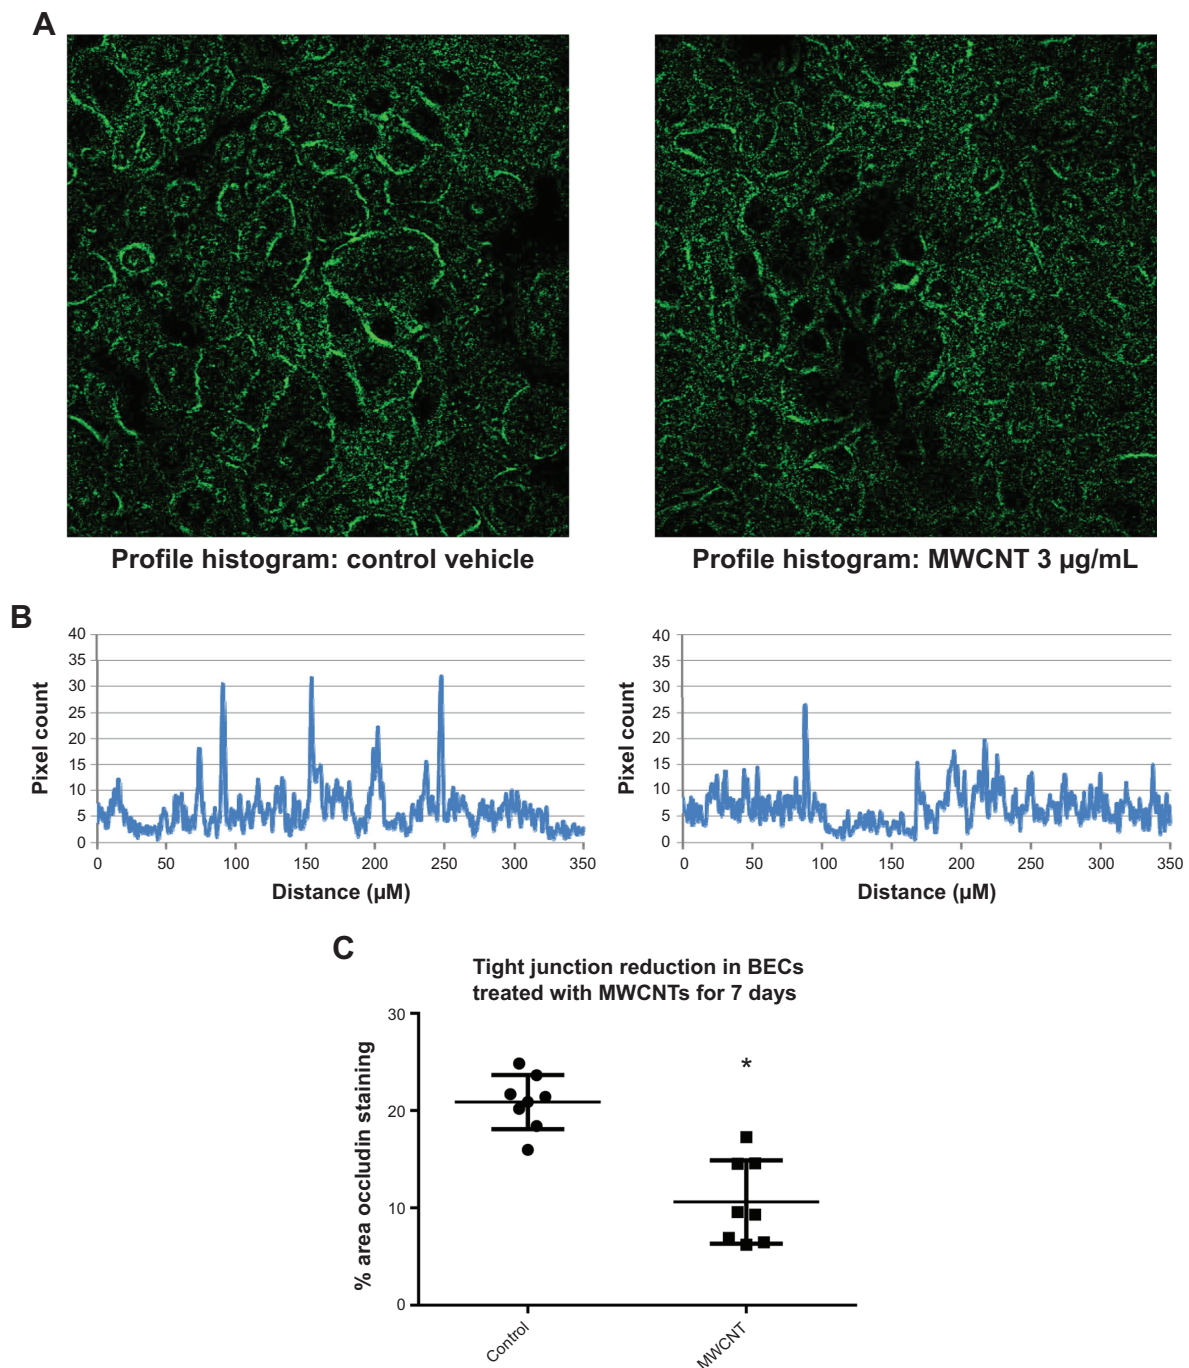 A
Profile histogram: control vehicle
Profile histogram: MWCNT 3 µg/mL
B
40
35
30
25
20
15
10
5
0
Pixel count
0 50 100 150 200 250 300 350
Distance (µM)
40
35
30
25
20
15
10
5
0
Pixel count
0 50 100 150 200 250 300 350
Distance (µM)
C
Tight junction reduction in BECs
treated with MWCNTs for 7 days
30
20
10
0
% area occludin staining
*
Control
MWCNT